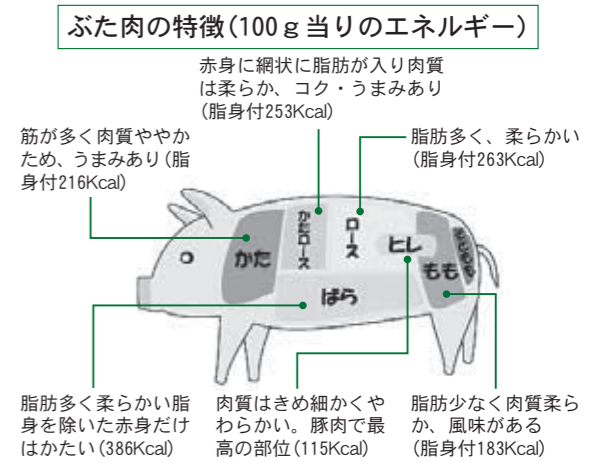 ぶた肉の特徴(100ｇ当りのエネルギー)
赤身に網状に脂肪が入り肉質
は柔らか、コク・うまみあり
(脂身付253Kcal)
筋が多く肉質ややか
ため、うまみあり(脂
身付216Kcal)
脂肪多く、柔らかい
(脂身付263Kcal)
かた
かたロース
ロース
ヒレ
もも
ばら
脂肪多く柔らかい脂
身を除いた赤身だけ
はかたい(386Kcal)
肉質はきめ細かくや
わらかい。豚肉で最
高の部位(115Kcal)
脂肪少なく肉質柔ら
か、風味がある
(脂身付183Kcal)